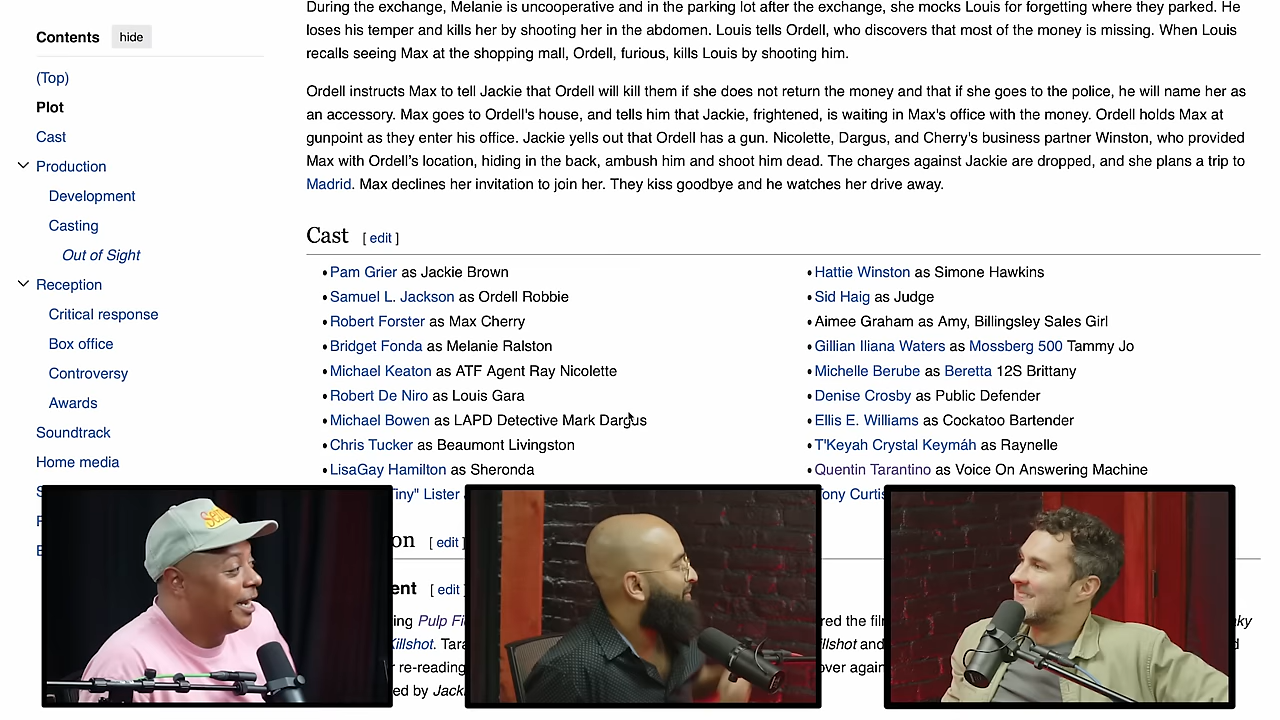 During the exchange, Melanie is uncooperative and in the parking lot after the exchange, she mocks Louis for forgetting where they parked. He
loses his temper and kills her by shooting her in the abdomen. Louis tells Ordell, who discovers that most of the money is missing. When Louis
recalls seeing Max at the shopping mall, Ordell, furious, kills Louis by shooting him.
Ordell instructs Max to tell Jackie that Ordell will kill them if she does not return the money and that if she goes to the police, he will name her as
an accessory. Max goes to Ordell's house, and tells him that Jackie, frightened, is waiting in Max's office with the money. Ordell holds Max at
gunpoint as they enter his office. Jackie yells out that Ordell has a gun. Nicolette, Dargus, and Cherry's business partner Winston, who provided
Max with Ordell's location, hiding in the back, ambush him and shoot him dead. The charges against Jackie are dropped, and she plans a trip to
Madrid. Max declines her invitation to join her. They kiss goodbye and he watches her drive away.
Contents hide
(Top)
Plot
Cast
Production
Development
Casting
Out of Sight
Reception
Critical response
Box office
Controversy
Awards
Soundtrack
Home media
Cast [ edit ]
• Pam Grier as Jackie Brown
• Samuel L. Jackson as Ordell Robbie
• Robert Forster as Max Cherry
• Bridget Fonda as Melanie Ralston
• Michael Keaton as ATF Agent Ray Nicolette
• Robert De Niro as Louis Gara
• Michael Bowen as LAPD Detective Mark Dargus
• Chris Tucker as Beaumont Livingston
• LisaGay Hamilton as Sheronda
Tiny" Lister
• Hattie Winston as Simone Hawkins
• Sid Haig as Judge
• Aimee Graham as Amy, Billingsley Sales Girl
• Gillian Iliana Waters as Mossberg 500 Tammy Jo
• Michelle Berube as Beretta 12S Brittany
• Denise Crosby as Public Defender
• Ellis E. Williams as Cockatoo Bartender
• T'Keyah Crystal Keymáh as Raynelle
• Quentin Tarantino as Voice On Answering Machine
Tony Curtis
on [ edit ]
ent [ edit ]
ing Pulp Fi red the fil ky
Killshot. Tara illshot and
r re-reading over again
ed by Jack